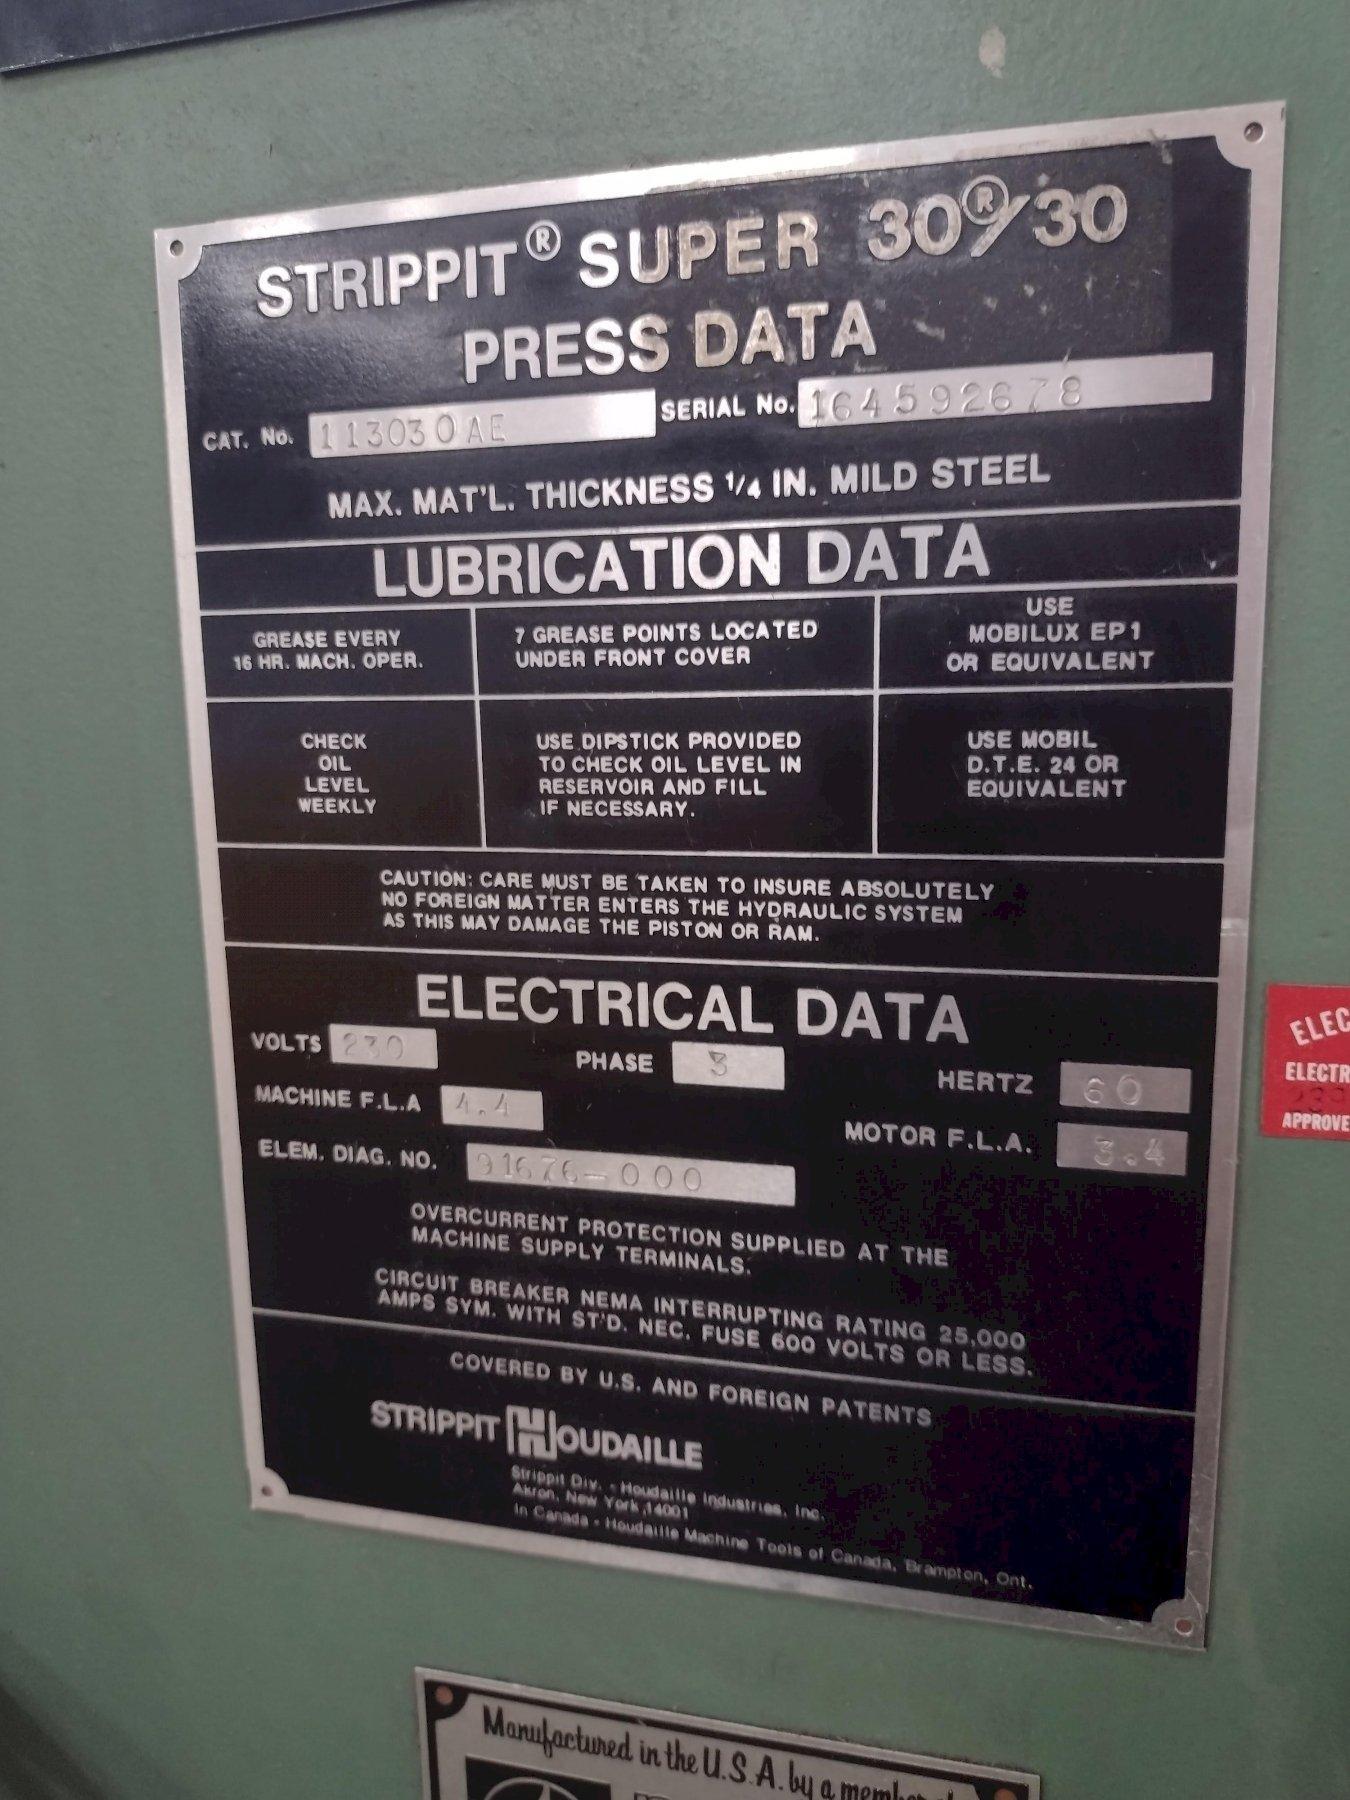 STRIPPIT® SUPER 30®/30
PRESS DATA
CAT. No. 113030AE SERIAL No. 164592678
MAX. MAT'L. THICKNESS 1/4 IN. MILD STEEL
LUBRICATION DATA
GREASE EVERY
16 HR. MACH. OPER.
7 GREASE POINTS LOCATED
UNDER FRONT COVER
USE
MOBILUX EP1
OR EQUIVALENT
CHECK
OIL
LEVEL
WEEKLY
USE DIPSTICK PROVIDED
TO CHECK OIL LEVEL IN
RESERVOIR AND FILL
IF NECESSARY.
USE MOBIL
D.T.E. 24 OR
EQUIVALENT
CAUTION: CARE MUST BE TAKEN TO INSURE ABSOLUTELY
NO FOREIGN MATTER ENTERS THE HYDRAULIC SYSTEM
AS THIS MAY DAMAGE THE PISTON OR RAM.
ELECTRICAL DATA
VOLTS 230 PHASE 3 HERTZ 60
MACHINE F.L.A 4.4 MOTOR F.L.A. 3.4
ELEM. DIAG. NO. 91676-000
OVERCURRENT PROTECTION SUPPLIED AT THE
MACHINE SUPPLY TERMINALS.
CIRCUIT BREAKER NEMA INTERRUPTING RATING 25,000
AMPS SYM. WITH ST'D. NEC. FUSE 600 VOLTS OR LESS.
COVERED BY U.S. AND FOREIGN PATENTS
STRIPPIT HOUDAILLE
Strippit Div. - Houdaille Industries, Inc.
Akron, New York 14001
In Canada - Houdaille Machine Tools of Canada, Brampton, Ont.
ELEC
ELECTR
APPROVE
Manufactured in the U.S.A. by a member